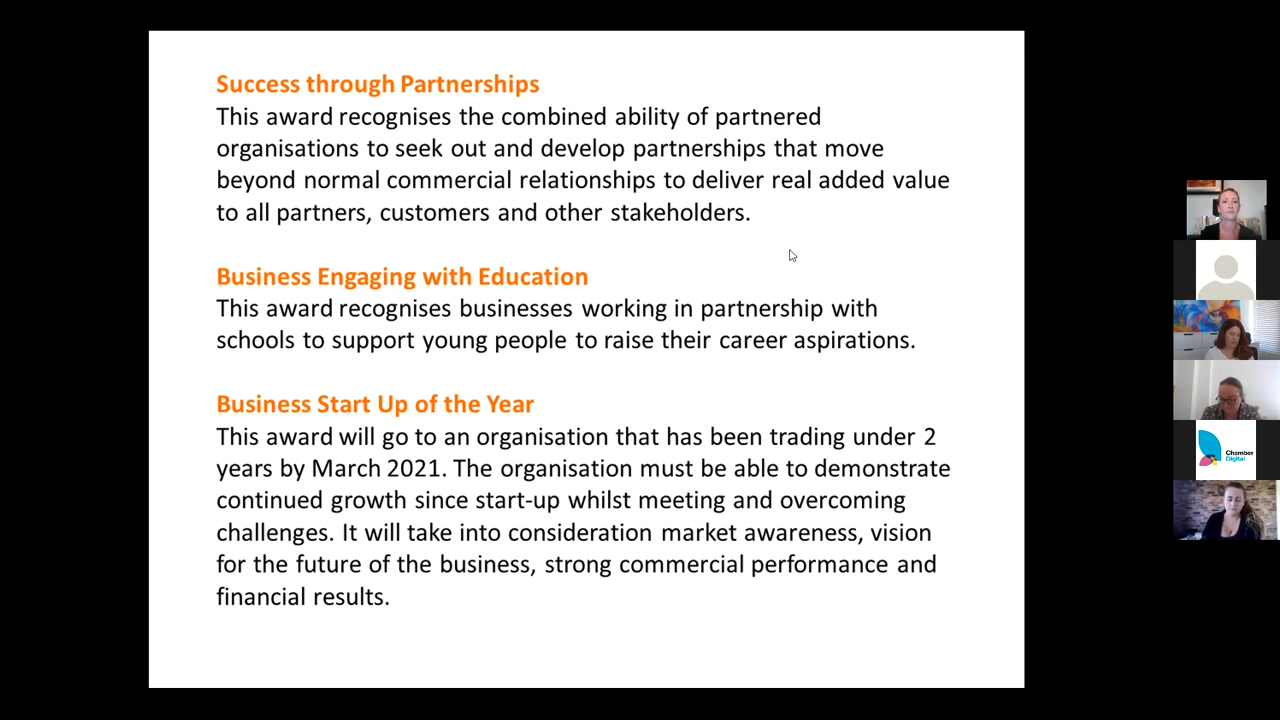 Success through Partnerships
This award recognises the combined ability of partnered
organisations to seek out and develop partnerships that move
beyond normal commercial relationships to deliver real added value
to all partners, customers and other stakeholders.
Business Engaging with Education
This award recognises businesses working in partnership with
schools to support young people to raise their career aspirations.
Business Start Up of the Year
This award will go to an organisation that has been trading under 2
years by March 2021. The organisation must be able to demonstrate
continued growth since start-up whilst meeting and overcoming
challenges. It will take into consideration market awareness, vision
for the future of the business, strong commercial performance and
financial results.
Chamber
Digital